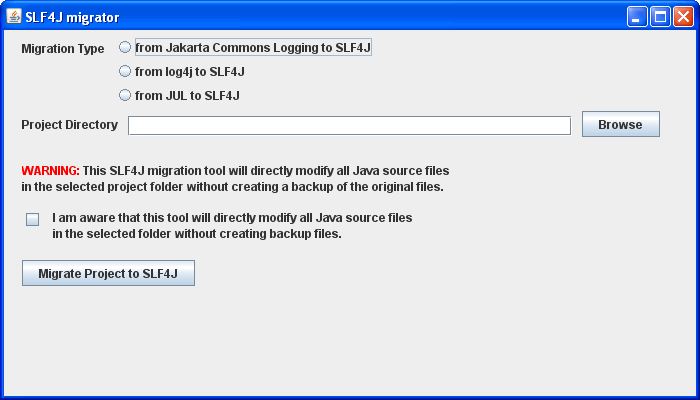 SLF4J migrator
Migration Type
from Jakarta Commons Logging to SLF4J
from log4j to SLF4J
from JUL to SLF4J
Project Directory
Browse
WARNING: This SLF4J migration tool will directly modify all Java source files
in the selected project folder without creating a backup of the original files.
I am aware that this tool will directly modify all Java source files
in the selected folder without creating backup files.
Migrate Project to SLF4J